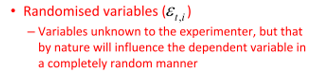 • Randomised variables (ε_{t,i})
– Variables unknown to the experimenter, but that
by nature will influence the dependent variable in
a completely random manner